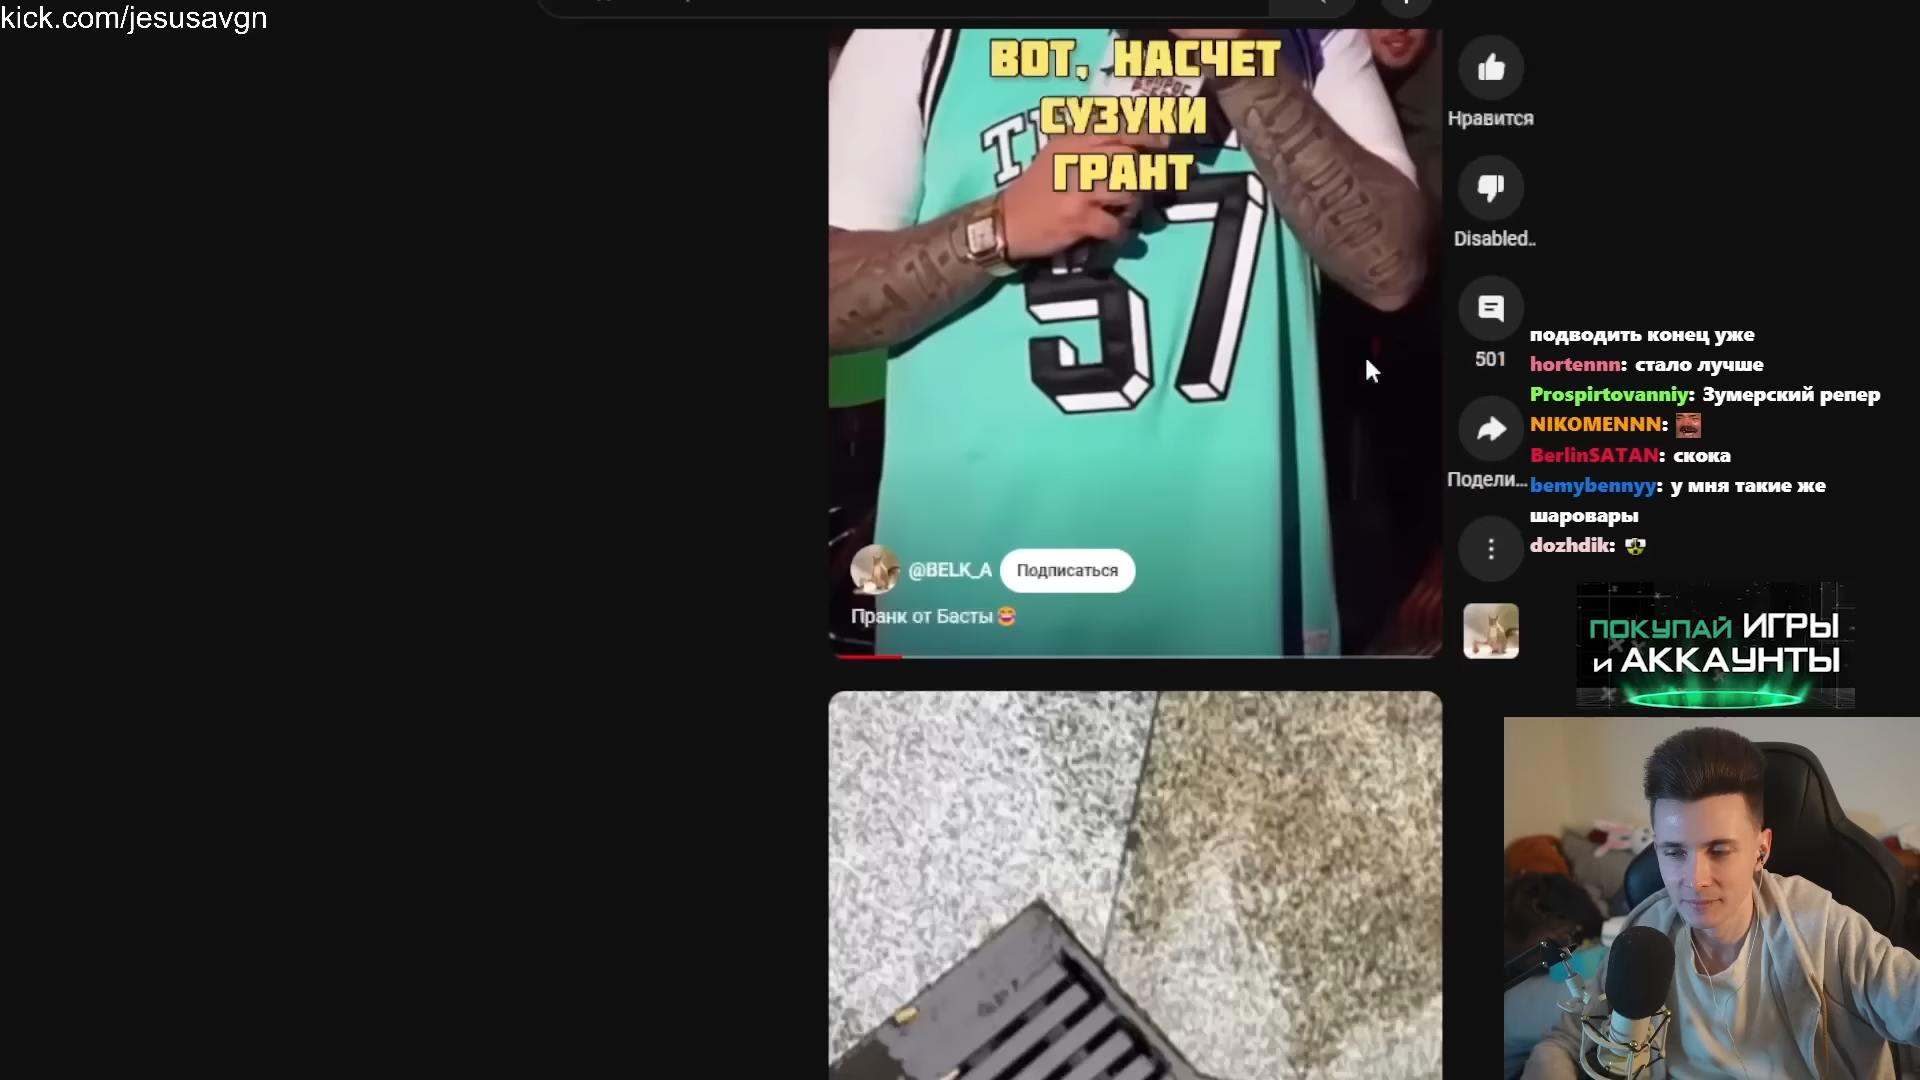 kick.com/jesusavgn
ВОТ, НАСЧЕТ
СУЗУКИ
ГРАНТ
57
Нравится
Disabled..
501
Подели...
@BELK_A
Подписаться
Пранк от Басты
подводить конец уже
hortennn: стало лучше
Prospirtovanniy: Зумерский репер
NIKOMENNN:
BerlinSATAN: скока
bemybennyy: у мня такие же
шаровары
dozhdik:
ПОКУПАЙ ИГРЫ
и АККАУНТЫ